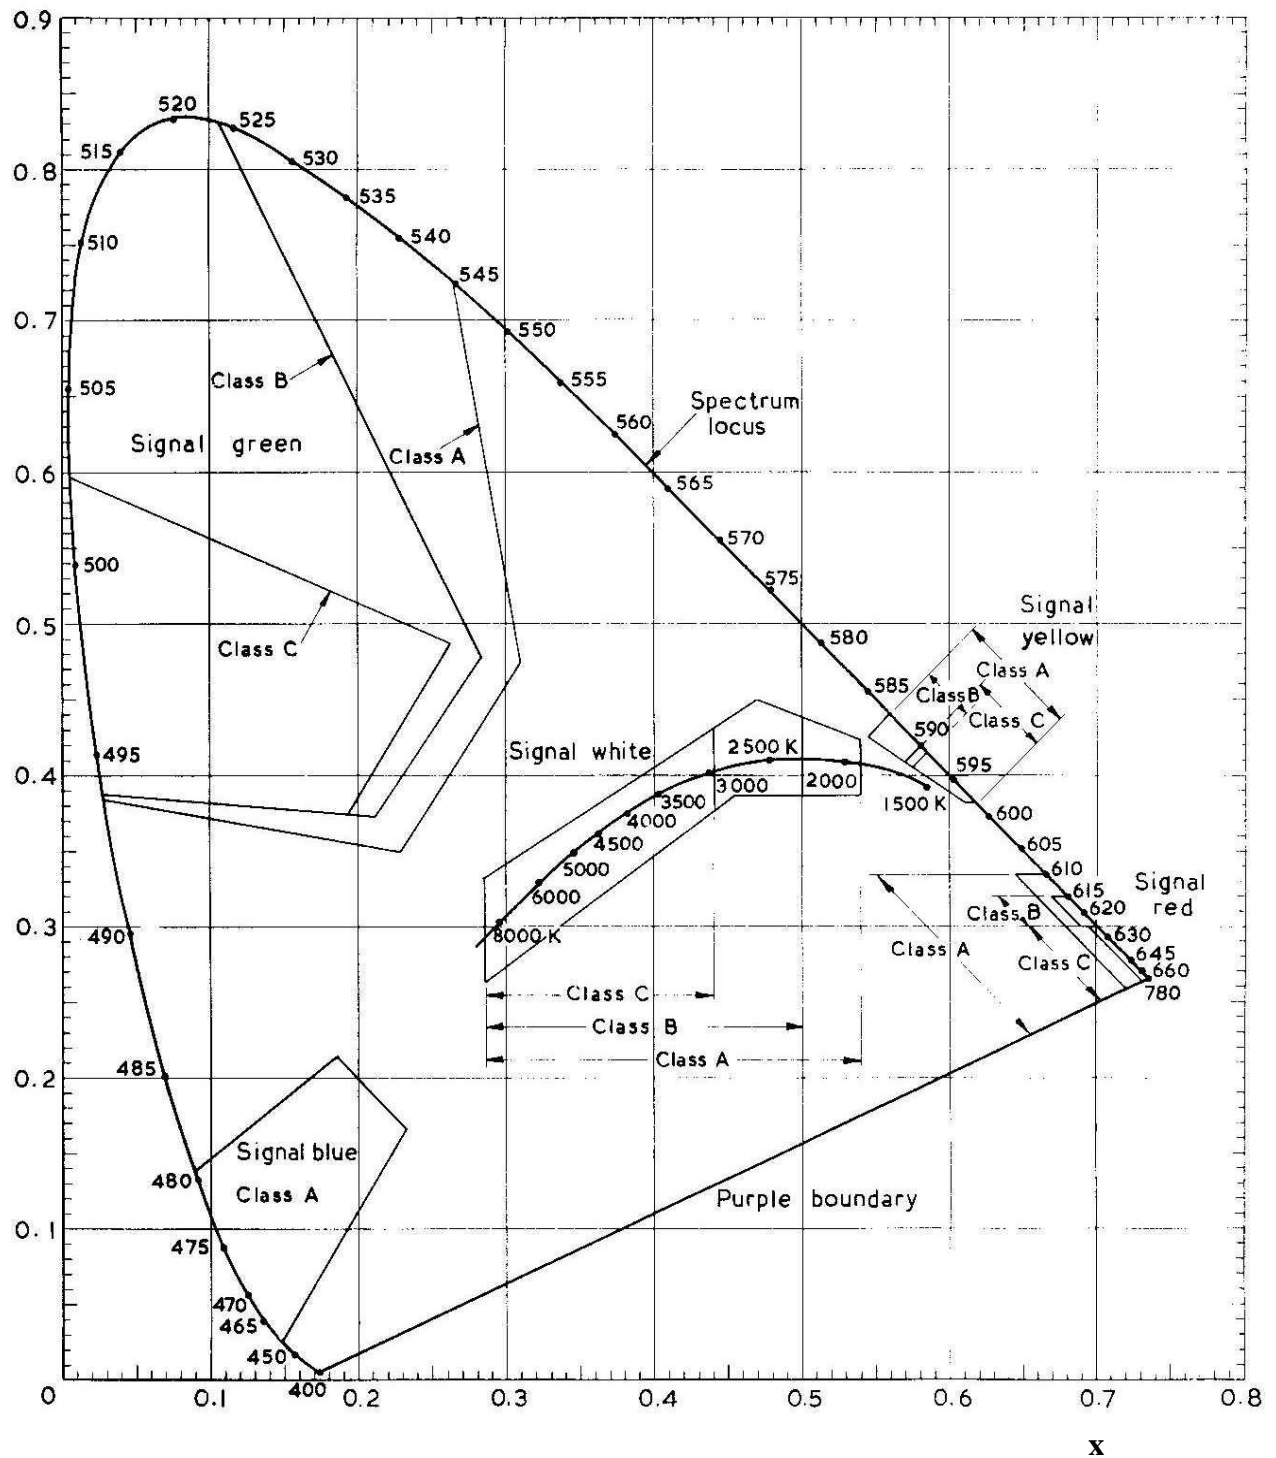 0.9
520
525
515
530
0.8
535
510
540
545
0.7
550
505
Class B
555
Spectrum
locus
560
Signal green
Class A
0.6
565
500
570
575
Signal
yellow
0.5
Class C
580
Class A
585
Class B
Class C
590
495
Signal white
2500 K
0.4
595
3000
2000
1500 K
3500
4000
600
4500
605
5000
610
Signal
red
6000
615
Class B
620
0.3
490
8000 K
630
Class A
645
Class C
660
780
Class C
Class B
Class A
0.2
485
Signal blue
480
Class A
Purple boundary
0.1
475
470
465
450
400
0
0.1
0.2
0.3
0.4
0.5
0.6
0.7
0.8
x